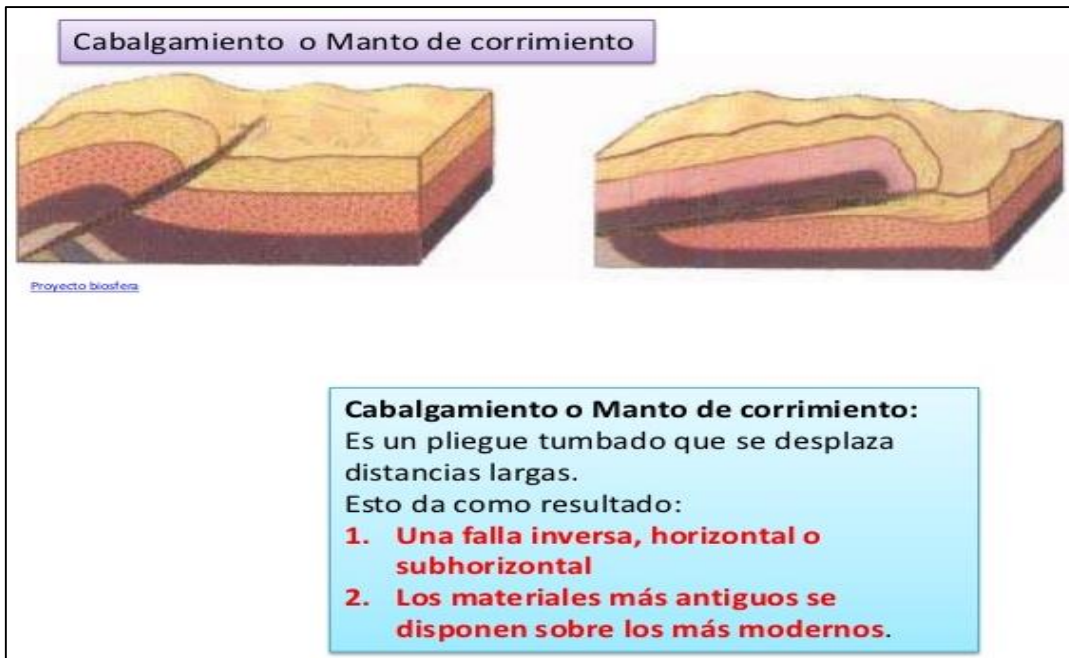 Cabalgamiento o Manto de corrimiento
Proyecto biosfera
Cabalgamiento o Manto de corrimiento:
Es un pliegue tumbado que se desplaza
distancias largas.
Esto da como resultado:
1. Una falla inversa, horizontal o
subhorizontal
2. Los materiales más antiguos se
disponen sobre los más modernos.